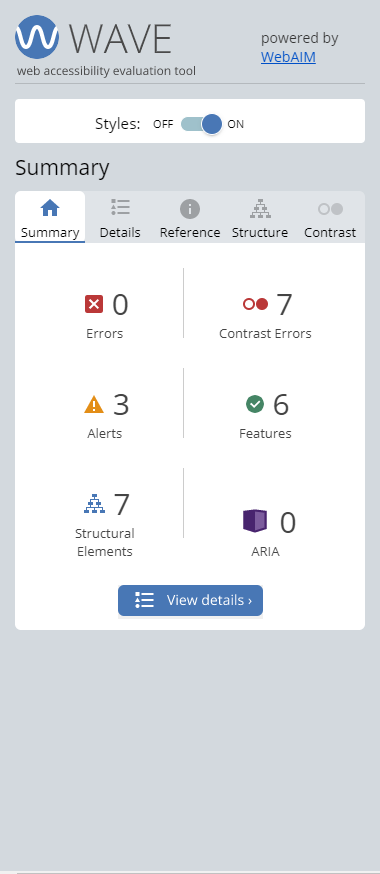 WAVE
web accessibility evaluation tool
powered by
WebAIM
Styles: OFF ON
Summary
Summary Details Reference Structure Contrast
0
Errors
7
Contrast Errors
3
Alerts
6
Features
7
Structural
Elements
0
ARIA
View details ›